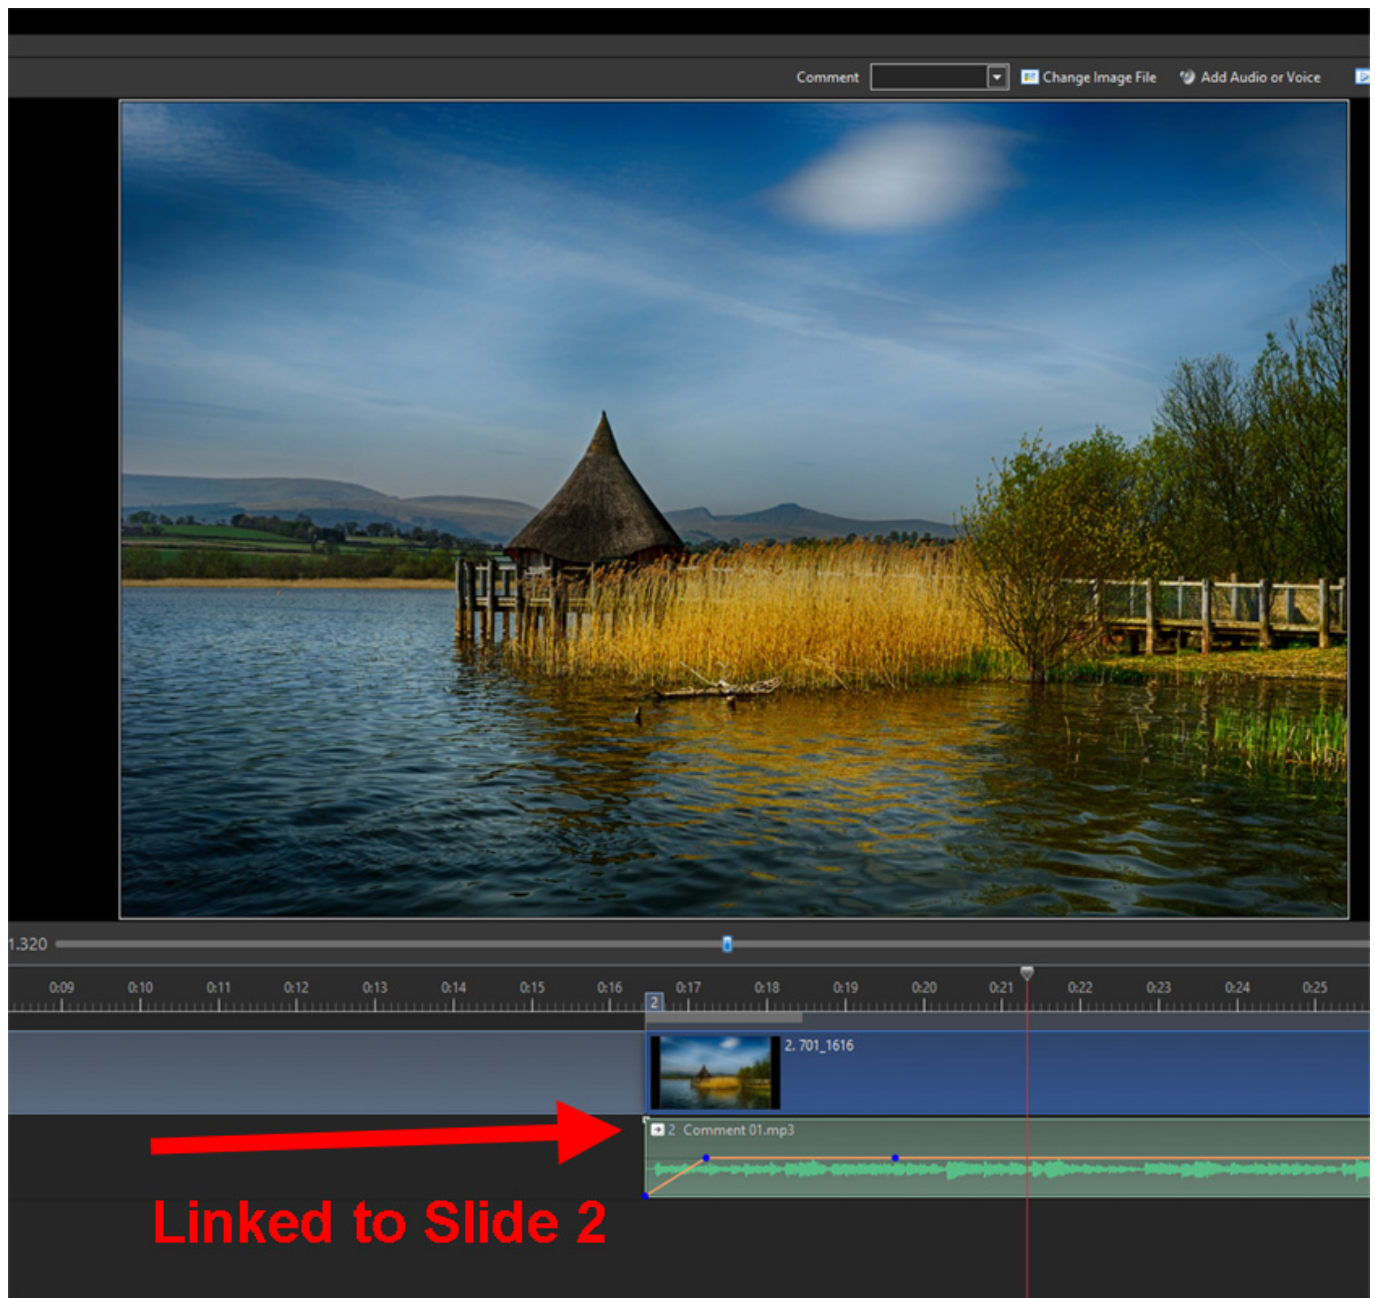 Comment Change Image File Add Audio or Voice
1.320
0:09 0:10 0:11 0:12 0:13 0:14 0:15 0:16 0:17 0:18 0:19 0:20 0:21 0:22 0:23 0:24 0:25
2
2. 701_1616
2 Comment 01.mp3
Linked to Slide 2